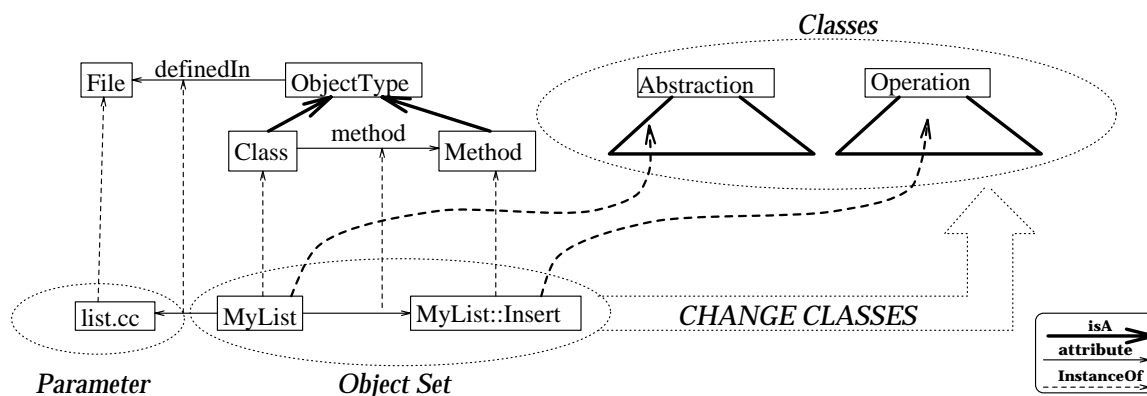 Classes
definedIn
File
ObjectType
Abstraction
Operation
method
Class
Method
list.cc
MyList
MyList::Insert
CHANGE CLASSES
Parameter
Object Set
isA
attribute
InstanceOf